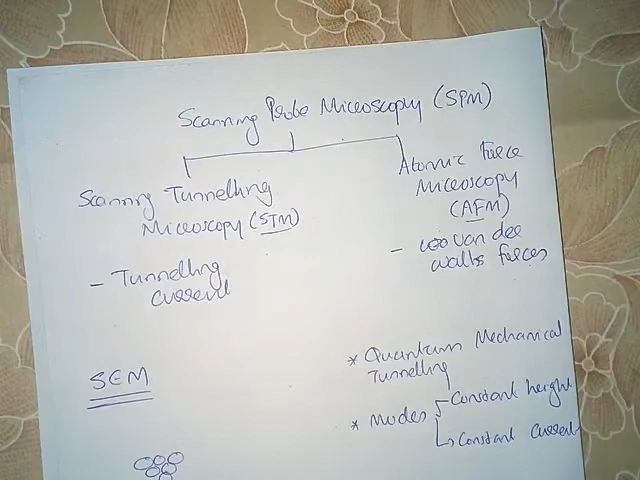 Scanning Probe Microscopy (SPM)
Scanning Tunnelling
Microscopy (STM)
- Tunnelling
current
Atomic Force
Microscopy
(AFM)
- van der
walls forces
SEM
* Quantum Mechanical
Tunnelling
* Modes
Constant height
Constant current